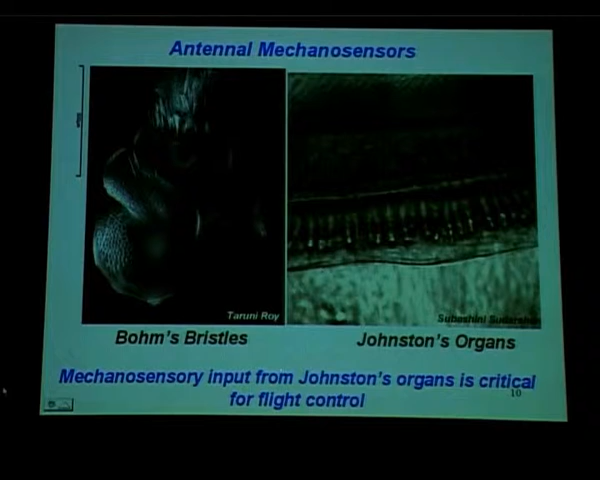 Antennal Mechanosensors
Taruni Roy
Subashini
Bohm's Bristles
Johnston's Organs
Mechanosensory input from Johnston's organs is critical
for flight control
10